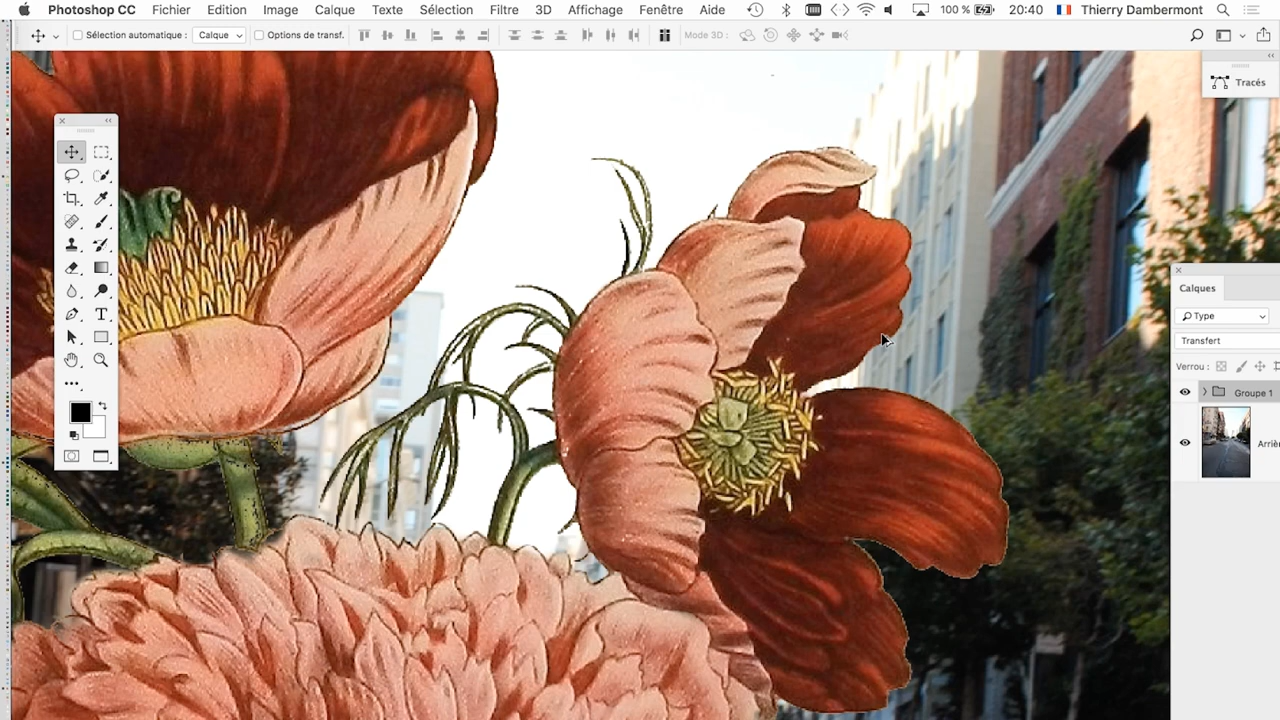 Photoshop CC Fichier Edition Image Calque Texte Sélection Filtre 3D Affichage Fenêtre Aide 100 % 20:40 Thierry Dambermont
Sélection automatique : Calque Options de transf. Mode 3D :
Tracés
Calques
Type
Transfert
Verrou :
Groupe 1
Arrièr